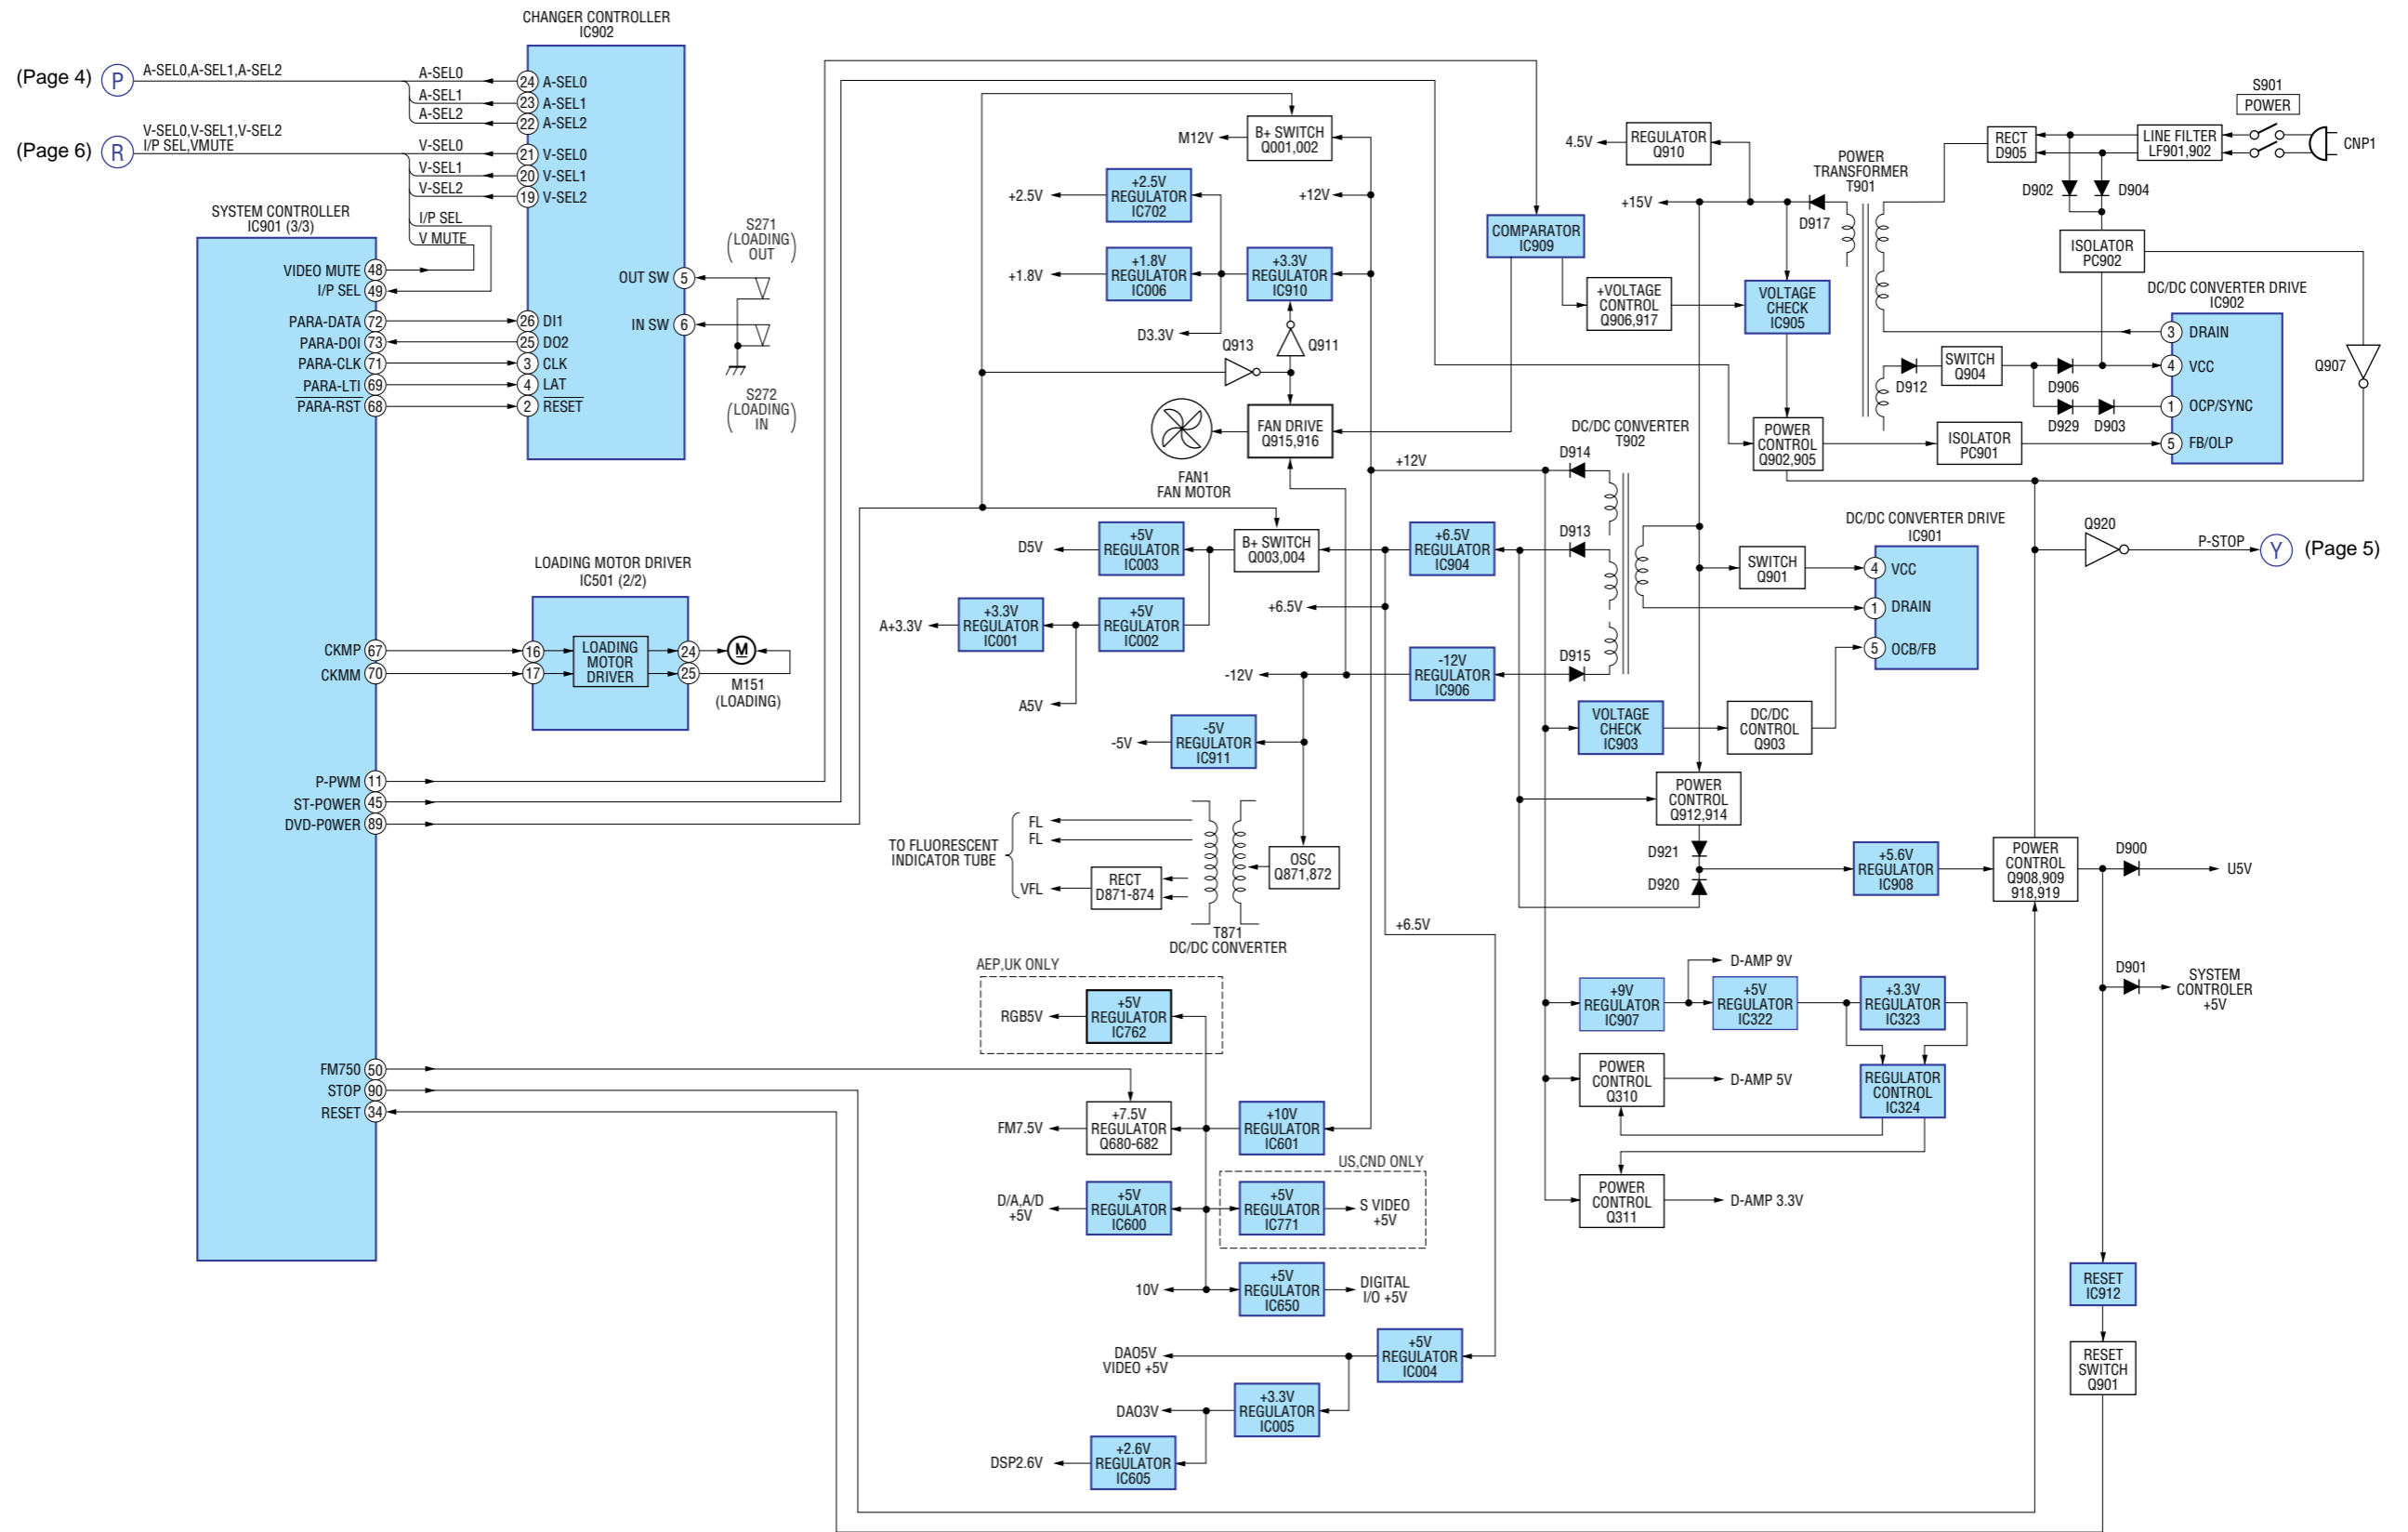 CHANGER CONTROLLER
IC902
(Page 4)
P
A-SEL0,A-SEL1,A-SEL2
A-SEL0
24
A-SEL0
A-SEL1
23
A-SEL1
A-SEL2
22
A-SEL2
(Page 6)
R
V-SEL0,V-SEL1,V-SEL2
I/P SEL,VMUTE
V-SEL0
21
V-SEL0
V-SEL1
20
V-SEL1
V-SEL2
19
V-SEL2
I/P SEL
V MUTE
SYSTEM CONTROLLER
IC901 (3/3)
VIDEO MUTE
48
I/P SEL
49
PARA-DATA
72
26
DI1
PARA-DOI
73
25
DO2
PARA-CLK
71
3
CLK
PARA-LTI
69
4
LAT
PARA-RST
68
2
RESET
OUT SW
5
IN SW
6
S271
(LOADING
OUT)
S272
(LOADING
IN)
LOADING MOTOR DRIVER
IC501 (2/2)
CKMP
67
16
CKMM
70
17
LOADING
MOTOR
DRIVER
24
25
M
M151
(LOADING)
P-PWM
11
ST-POWER
45
DVD-P0WER
89
FM750
50
STOP
90
RESET
34
M12V
B+ SWITCH
Q001,002
+2.5V
+2.5V
REGULATOR
IC702
+12V
+1.8V
+1.8V
REGULATOR
IC006
+3.3V
REGULATOR
IC910
D3.3V
Q913
Q911
FAN DRIVE
Q915,916
FAN1
FAN MOTOR
D5V
+5V
REGULATOR
IC003
B+ SWITCH
Q003,004
+6.5V
REGULATOR
IC904
A+3.3V
+3.3V
REGULATOR
IC001
+5V
REGULATOR
IC002
+6.5V
A5V
-12V
-12V
REGULATOR
IC906
-5V
-5V
REGULATOR
IC911
TO FLUORESCENT
INDICATOR TUBE
FL
FL
VFL
RECT
D871-874
OSC
Q871,872
T871
DC/DC CONVERTER
+6.5V
AEP,UK ONLY
RGB5V
+5V
REGULATOR
IC762
FM7.5V
+7.5V
REGULATOR
Q680-682
+10V
REGULATOR
IC601
US,CND ONLY
D/A,A/D
+5V
+5V
REGULATOR
IC600
+5V
REGULATOR
IC771
S VIDEO
+5V
10V
+5V
REGULATOR
IC650
DIGITAL
I/O +5V
DAO5V
VIDEO +5V
+5V
REGULATOR
IC004
DAO3V
+3.3V
REGULATOR
IC005
DSP2.6V
+2.6V
REGULATOR
IC605
4.5V
REGULATOR
Q910
+15V
COMPARATOR
IC909
+VOLTAGE
CONTROL
Q906,917
VOLTAGE
CHECK
IC905
D917
POWER
TRANSFORMER
T901
RECT
D905
LINE FILTER
LF901,902
S901
POWER
CNP1
D902
D904
ISOLATOR
PC902
DC/DC CONVERTER DRIVE
IC902
3
DRAIN
4
VCC
1
OCP/SYNC
5
FB/OLP
D912
SWITCH
Q904
D906
D929
D903
Q907
POWER
CONTROL
Q902,905
ISOLATOR
PC901
DC/DC CONVERTER
T902
+12V
D914
D913
D915
DC/DC CONVERTER DRIVE
IC901
SWITCH
Q901
4
VCC
1
DRAIN
5
OCB/FB
Q920
P-STOP
Y
(Page 5)
VOLTAGE
CHECK
IC903
DC/DC
CONTROL
Q903
POWER
CONTROL
Q912,914
D921
D920
+5.6V
REGULATOR
IC908
POWER
CONTROL
Q908,909
918,919
D900
U5V
D901
SYSTEM
CONTROLER
+5V
D-AMP 9V
+9V
REGULATOR
IC907
+5V
REGULATOR
IC322
+3.3V
REGULATOR
IC323
POWER
CONTROL
Q310
D-AMP 5V
REGULATOR
CONTROL
IC324
POWER
CONTROL
Q311
D-AMP 3.3V
RESET
IC912
RESET
SWITCH
Q901